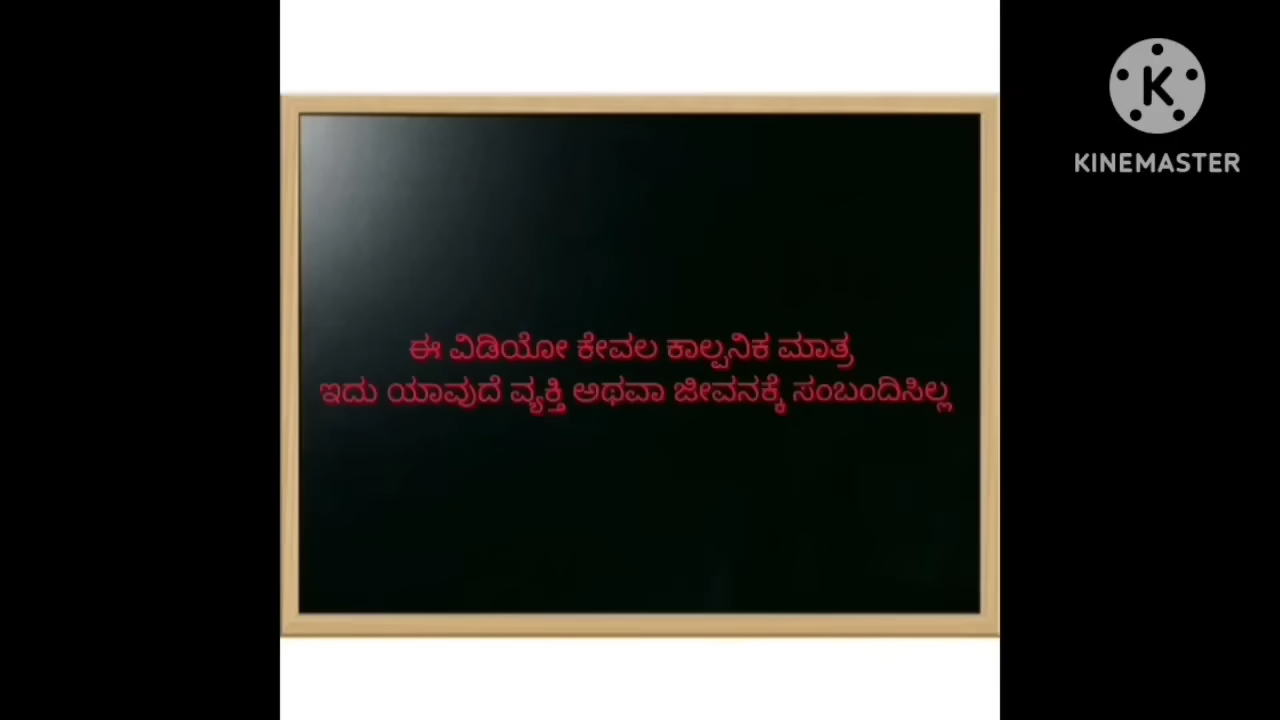 KINEMASTER
ಈ ವಿಡಿಯೋ ಕೇವಲ ಕಾಲ್ಪನಿಕ ಮಾತ್ರ
ಇದು ಯಾವುದೆ ವ್ಯಕ್ತಿ ಅಥವಾ ಜೀವನಕ್ಕೆ ಸಂಬಂದಿಸಿಲ್ಲ